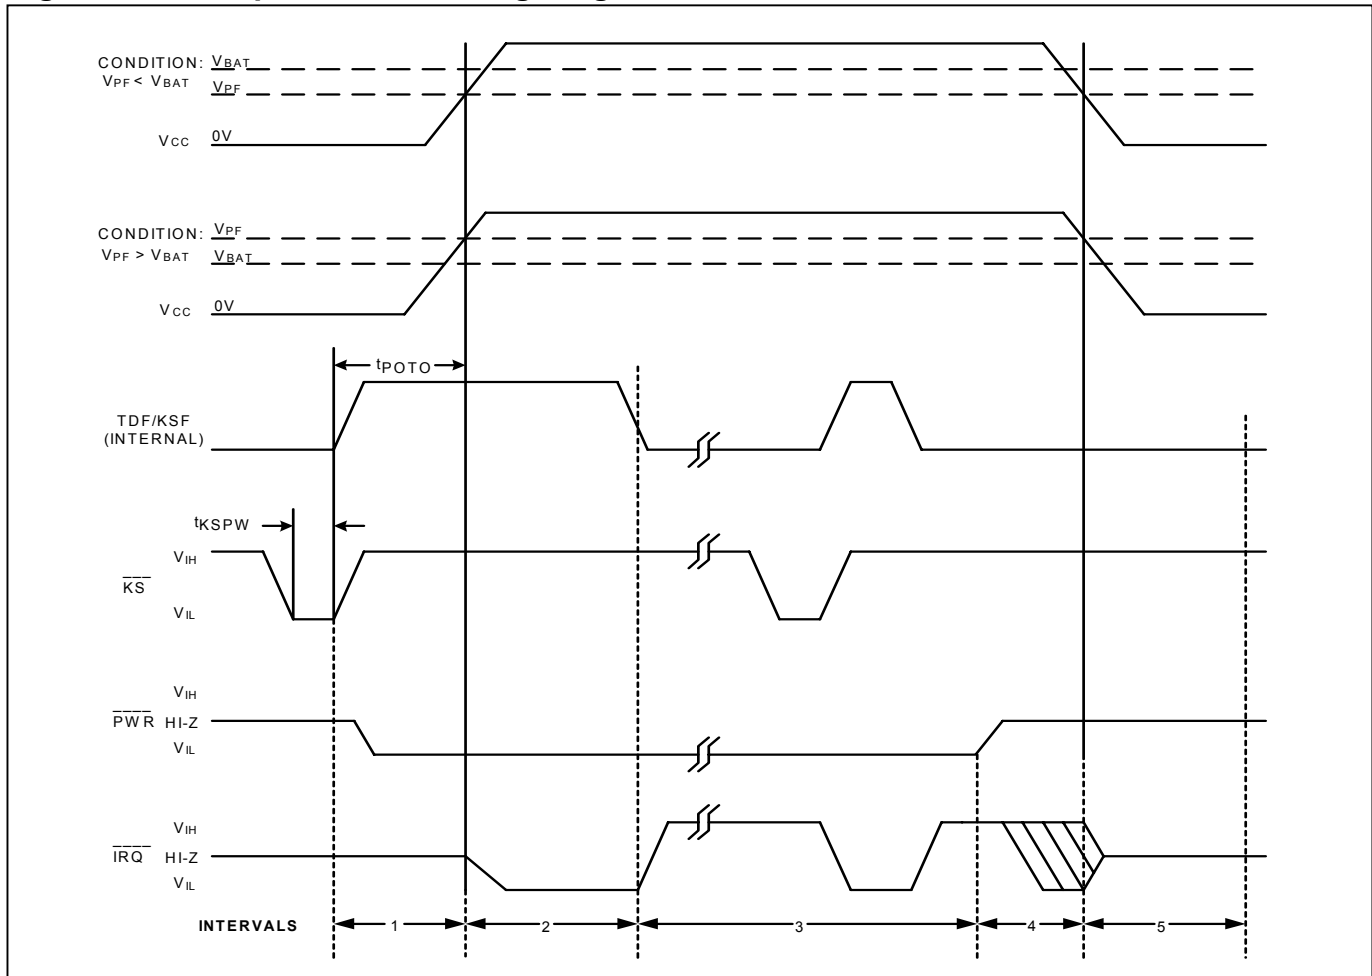 CONDITION: VBAT
VPF < VBAT VPF
VCC 0V
CONDITION: VPF
VPF > VBAT VBAT
VCC 0V
tPOTO
TDF/KSF
(INTERNAL)
tKSPW
VIH
KS
VIL
VIH
PWR HI-Z
VIL
VIH
IRQ HI-Z
VIL
INTERVALS 1 2 3 4 5